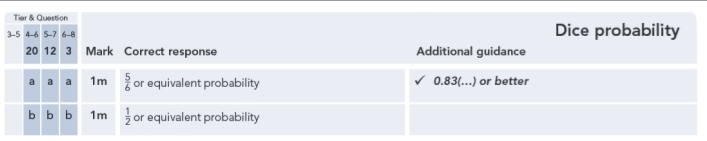 Tier & Question
Dice probability
3–5 4–6 5–7 6–8
20 12 3 Mark Correct response Additional guidance
a a a 1m 5/6 or equivalent probability ✓ 0.83(...) or better
b b b 1m 1/2 or equivalent probability